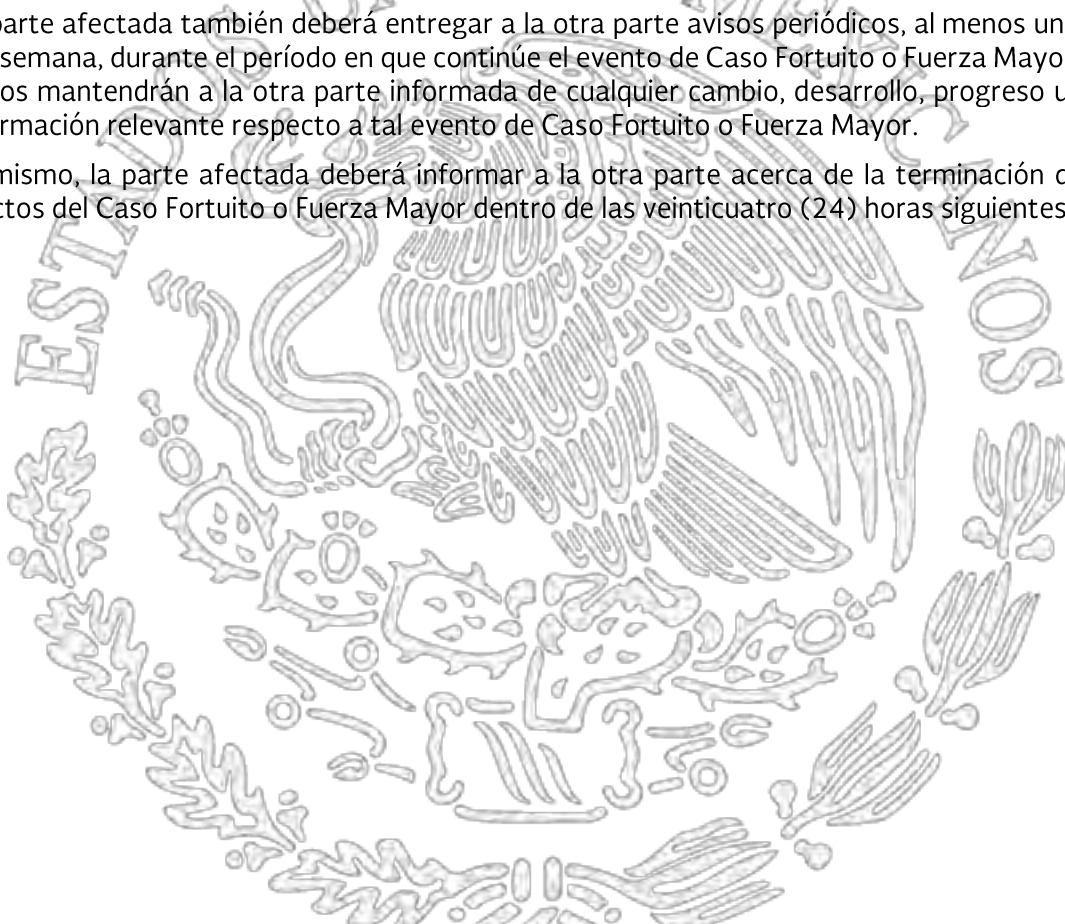 parte afectada también deberá entregar a la otra parte avisos periódicos, al menos un
semana, durante el período en que continúe el evento de Caso Fortuito o Fuerza Mayo
os mantendrán a la otra parte informada de cualquier cambio, desarrollo, progreso u
rmación relevante respecto a tal evento de Caso Fortuito o Fuerza Mayor.
mismo, la parte afectada deberá informar a la otra parte acerca de la terminación d
ctos del Caso Fortuito o Fuerza Mayor dentro de las veinticuatro (24) horas siguientes
ESTADOS
MEXICANOS